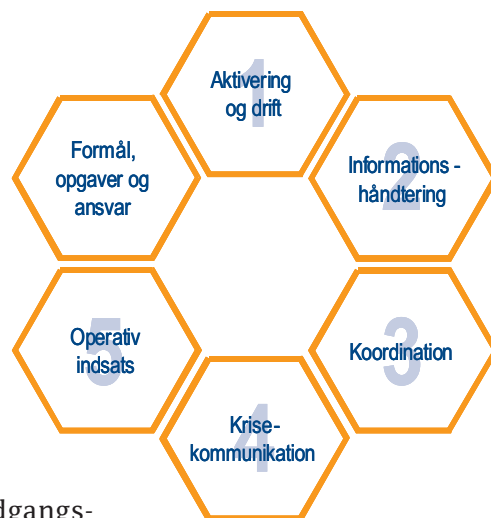 1
Aktivering
og drift
2
Informations -
håndtering
3
Koordination
4
Krise-
kommunikation
5
Operativ
indsats
Formål,
opgaver og
ansvar
dgangs-